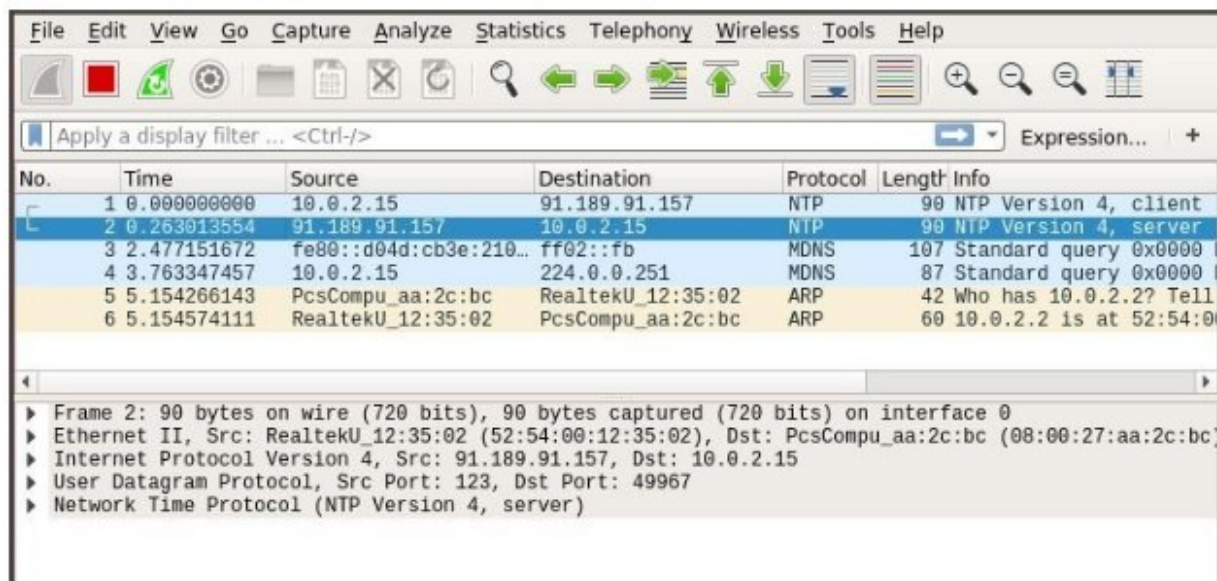 File Edit View Go Capture Analyze Statistics Telephony Wireless Tools Help
Apply a display filter ... <Ctrl-/> Expression... +
No. Time Source Destination Protocol Length Info
1 0.000000000 10.0.2.15 91.189.91.157 NTP 90 NTP Version 4, client
2 0.263013554 91.189.91.157 10.0.2.15 NTP 90 NTP Version 4, server
3 2.477151672 fe80::d04d:cb3e:210… ff02::fb MDNS 107 Standard query 0x0000
4 3.763347457 10.0.2.15 224.0.0.251 MDNS 87 Standard query 0x0000
5 5.154266143 PcsCompu_aa:2c:bc RealtekU_12:35:02 ARP 42 Who has 10.0.2.2? Tell
6 5.154574111 RealtekU_12:35:02 PcsCompu_aa:2c:bc ARP 60 10.0.2.2 is at 52:54:0
Frame 2: 90 bytes on wire (720 bits), 90 bytes captured (720 bits) on interface 0
Ethernet II, Src: RealtekU_12:35:02 (52:54:00:12:35:02), Dst: PcsCompu_aa:2c:bc (08:00:27:aa:2c:bc)
Internet Protocol Version 4, Src: 91.189.91.157, Dst: 10.0.2.15
User Datagram Protocol, Src Port: 123, Dst Port: 49967
Network Time Protocol (NTP Version 4, server)